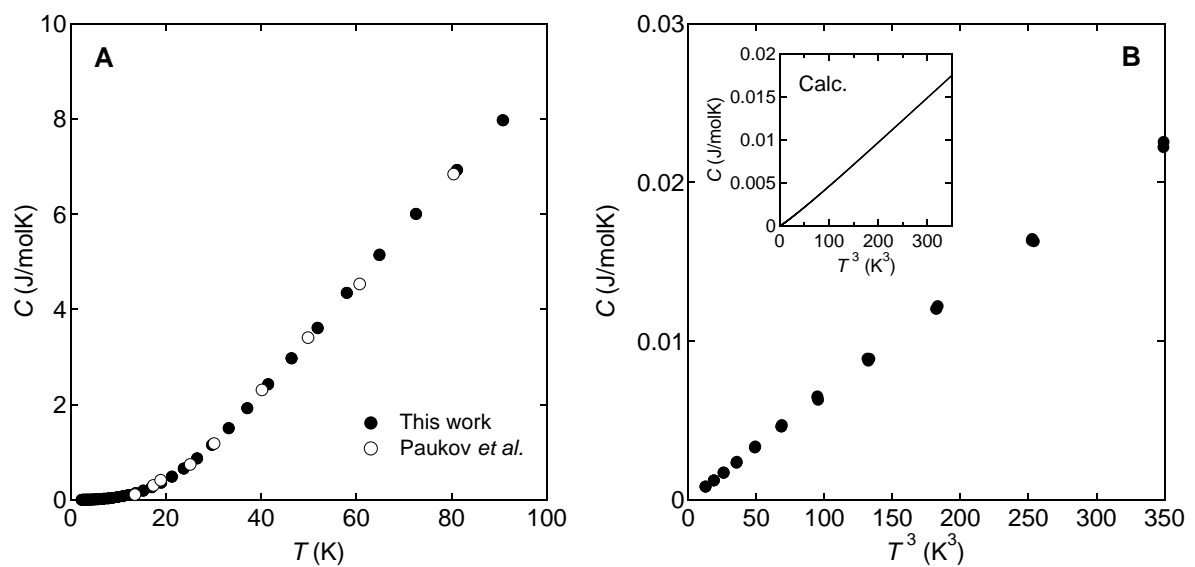 A
10
8
6
4
2
0
C (J/molK)
0 20 40 60 80 100
T (K)
This work
Paukov et al.
B
0.03
0.02
0.01
0
C (J/molK)
0 50 100 150 200 250 300 350
T 3 (K3)
Calc.
0.02
0.015
0.01
0.005
0
C (J/molK)
0 100 200 300
T 3 (K3)